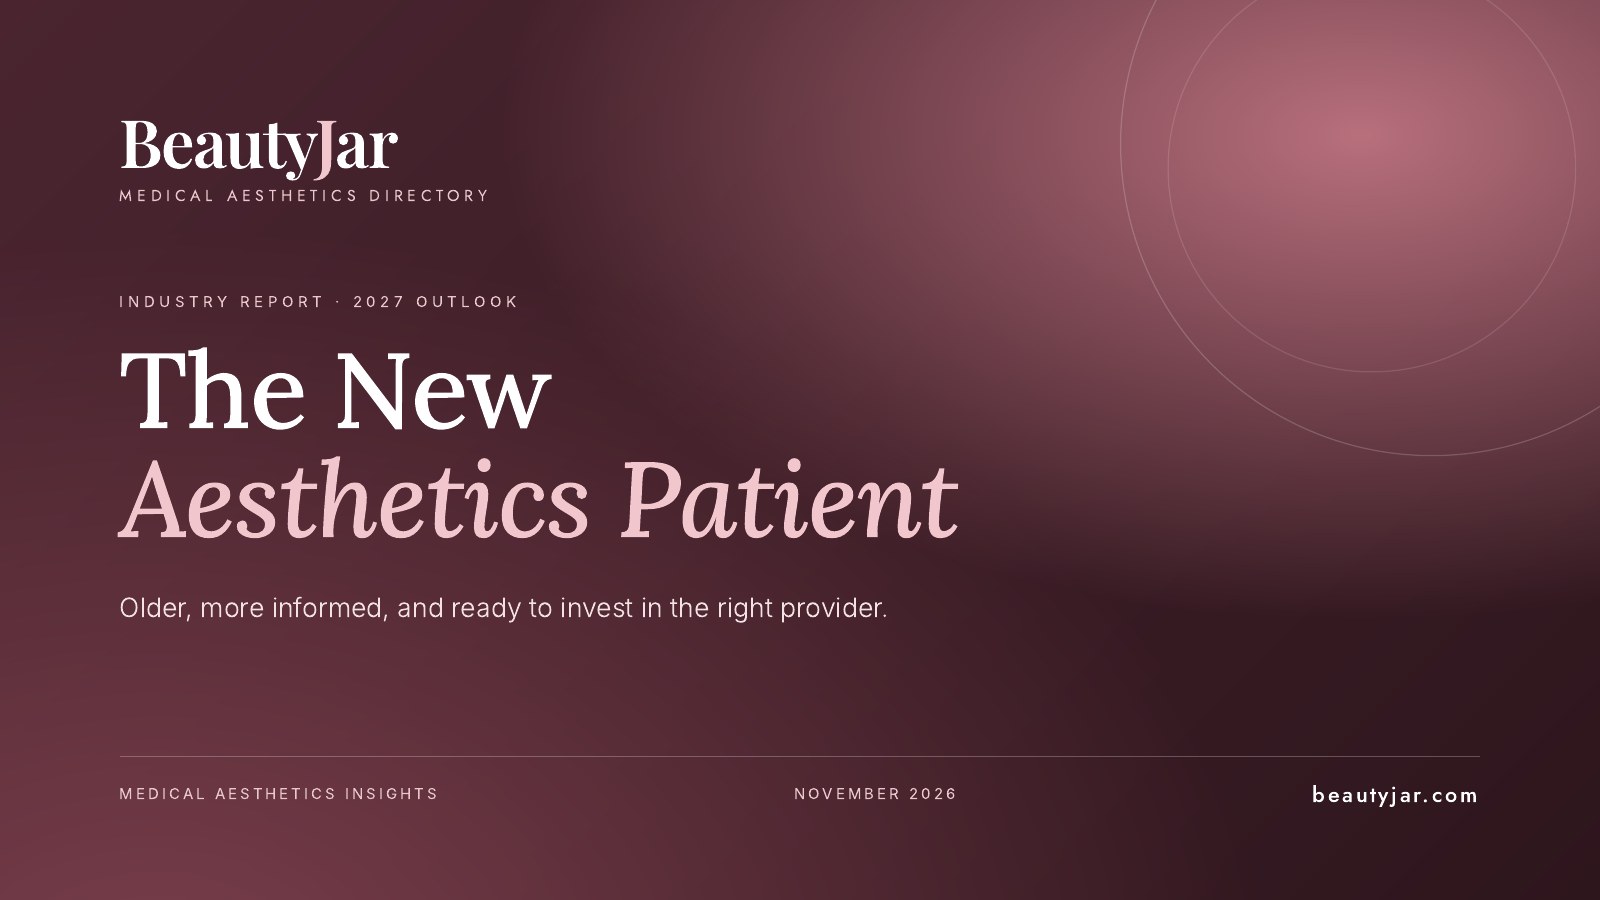 BeautyJar
MEDICAL AESTHETICS DIRECTORY
INDUSTRY REPORT · 2027 OUTLOOK
The New
Aesthetics Patient
Older, more informed, and ready to invest in the right provider.
MEDICAL AESTHETICS INSIGHTS
NOVEMBER 2026
beautyjar.com